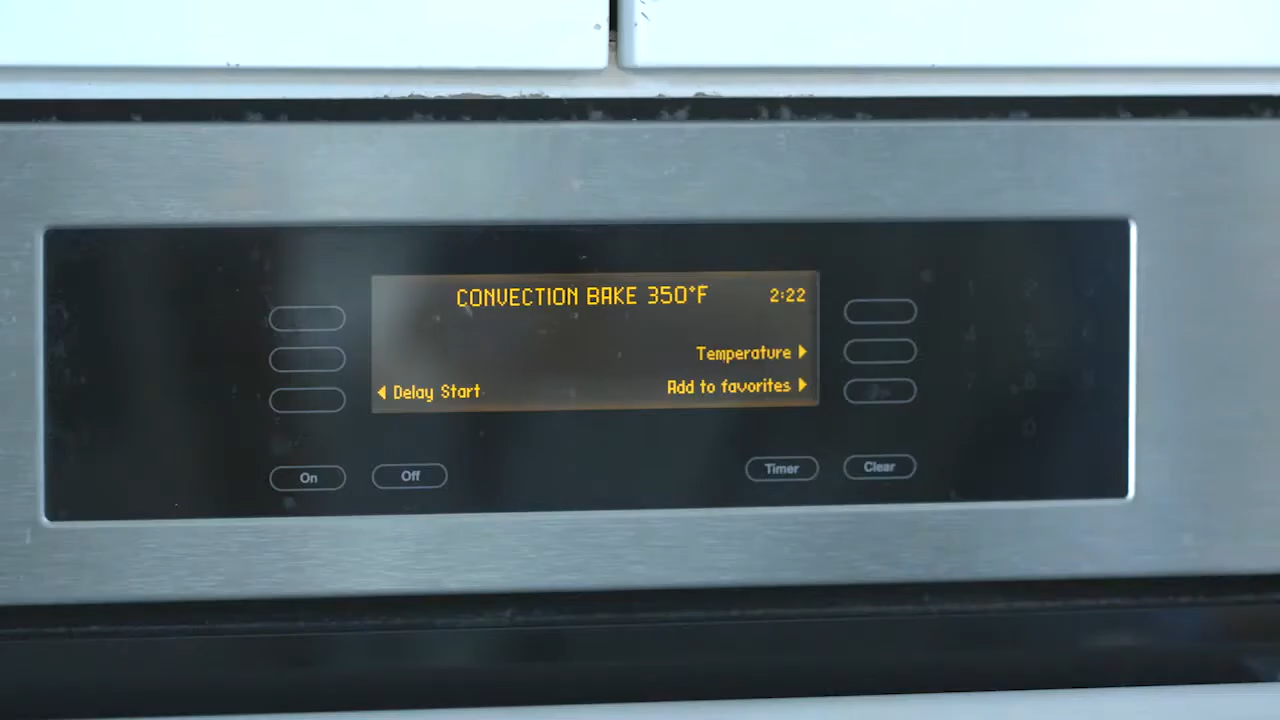 CONVECTION BAKE 350°F 2:22
Temperature
Delay Start Add to favorites
On Off Timer Clear